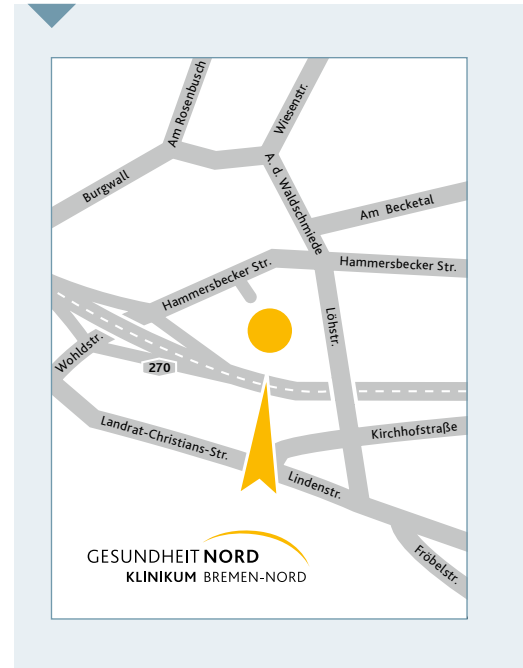 Am Rosenbusch
Wiesenstr.
Burgwall
A. d. Waldschmiede
Am Becketal
Hammersbecker Str.
Hammersbecker Str.
Löhstr.
Wohldstr.
270
Landrat-Christians-Str.
Kirchhofstraße
Lindenstr.
Fröbelstr.
GESUNDHEIT NORD
KLINIKUM BREMEN-NORD